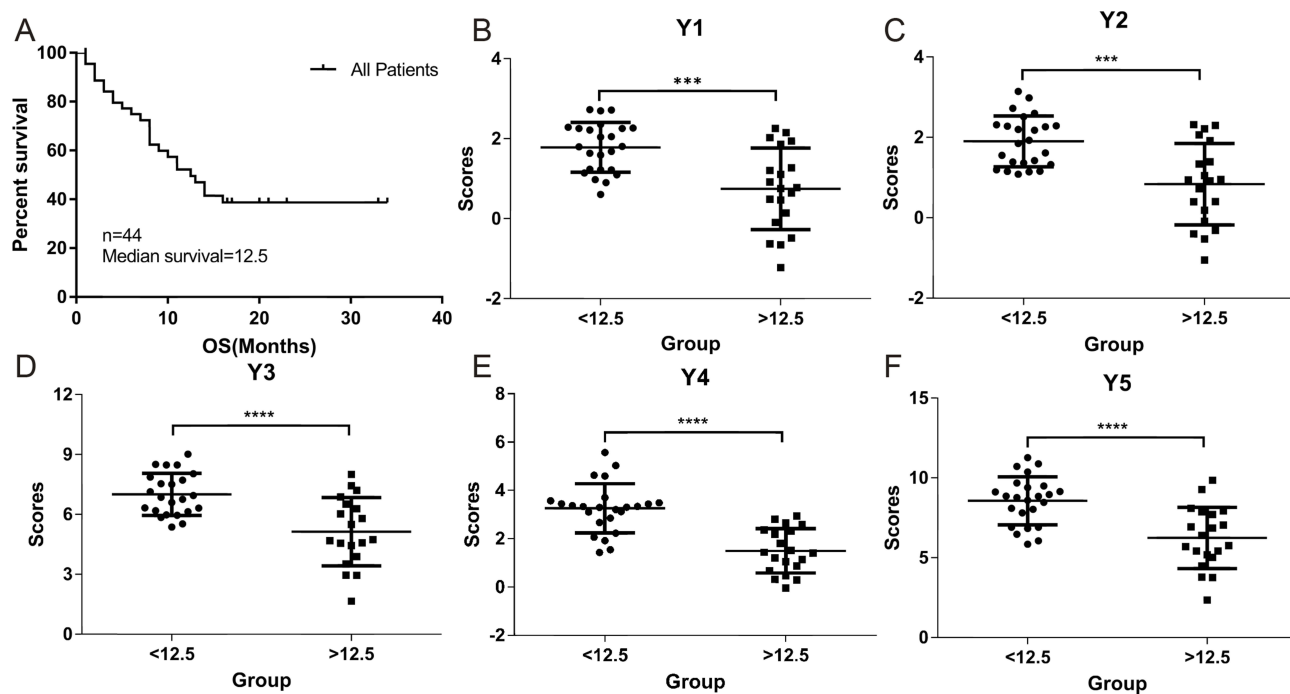 A
100
80
60
40
20
0
Percent survival
All Patients
n=44
Median survival=12.5
0 10 20 30 40
OS(Months)
B
Y1
4
2
0
-2
Scores
***
<12.5 >12.5
Group
C
Y2
4
2
0
-2
Scores
***
<12.5 >12.5
Group
D
Y3
12
9
6
3
0
Scores
****
<12.5 >12.5
Group
E
Y4
8
6
4
2
0
-2
Scores
****
<12.5 >12.5
Group
F
Y5
15
10
5
0
Scores
****
<12.5 >12.5
Group